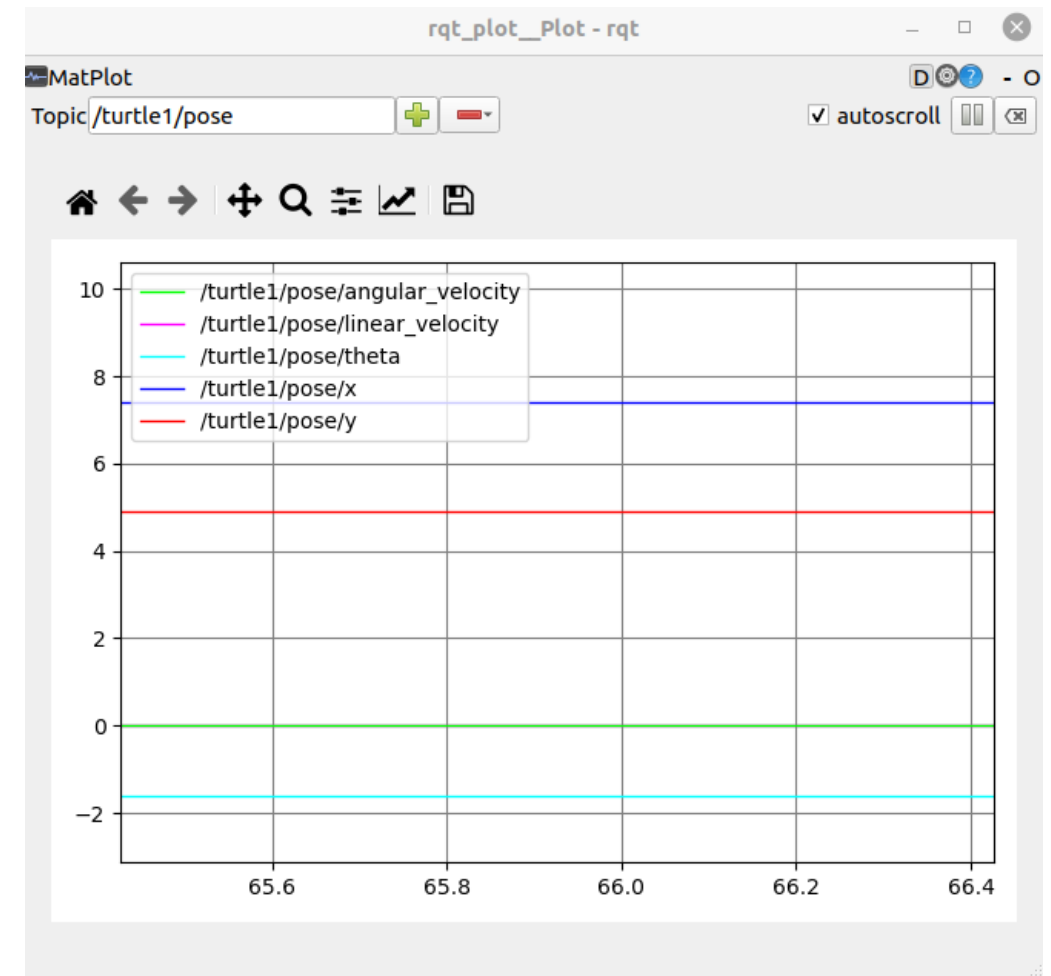 rqt_plot__Plot - rqt
MatPlot
D
?
- O
Topic /turtle1/pose
autoscroll
10
8
6
4
2
0
−2
/turtle1/pose/angular_velocity
/turtle1/pose/linear_velocity
/turtle1/pose/theta
/turtle1/pose/x
/turtle1/pose/y
65.6 65.8 66.0 66.2 66.4